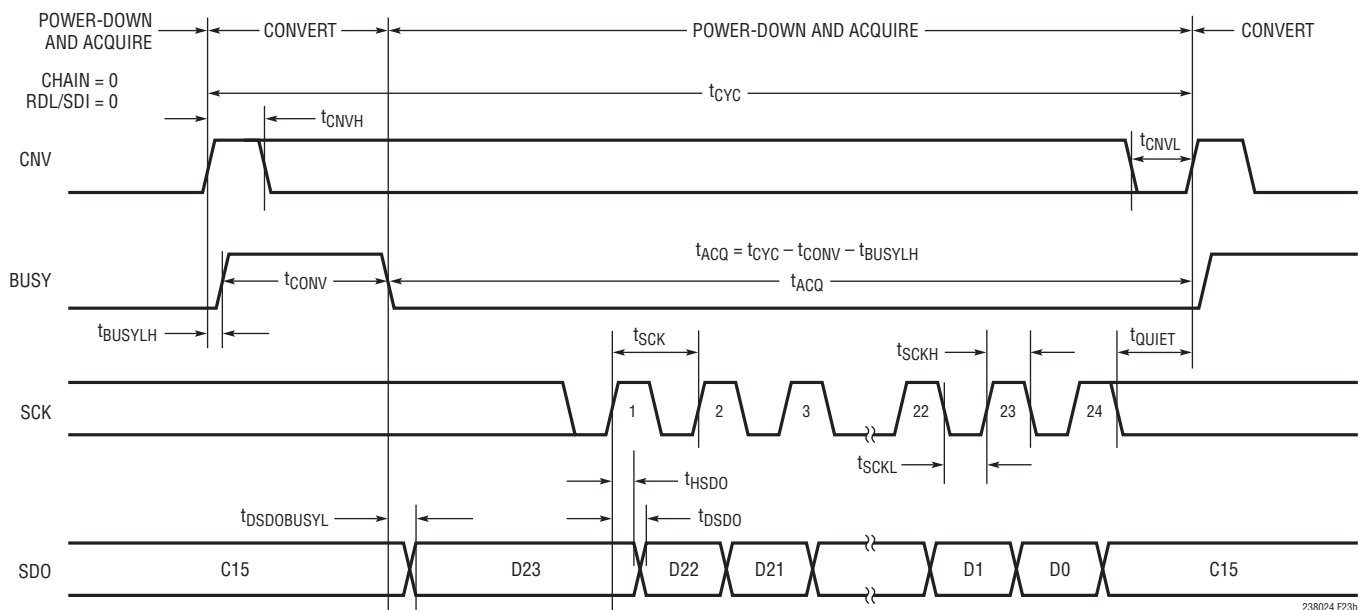 POWER-DOWN
AND ACQUIRE
CONVERT
POWER-DOWN AND ACQUIRE
CONVERT
CHAIN = 0
RDL/SDI = 0
tCYC
tCNVH
tCNVL
CNV
tACQ = tCYC – tCONV – tBUSYLH
BUSY
tCONV
tACQ
tBUSYLH
tSCK
tSCKH
tQUIET
SCK
1
2
3
22
23
24
tSCKL
tHSDO
tDSDOBUSYL
tDSDO
SDO
C15
D23
D22
D21
D1
D0
C15
238024 F23b